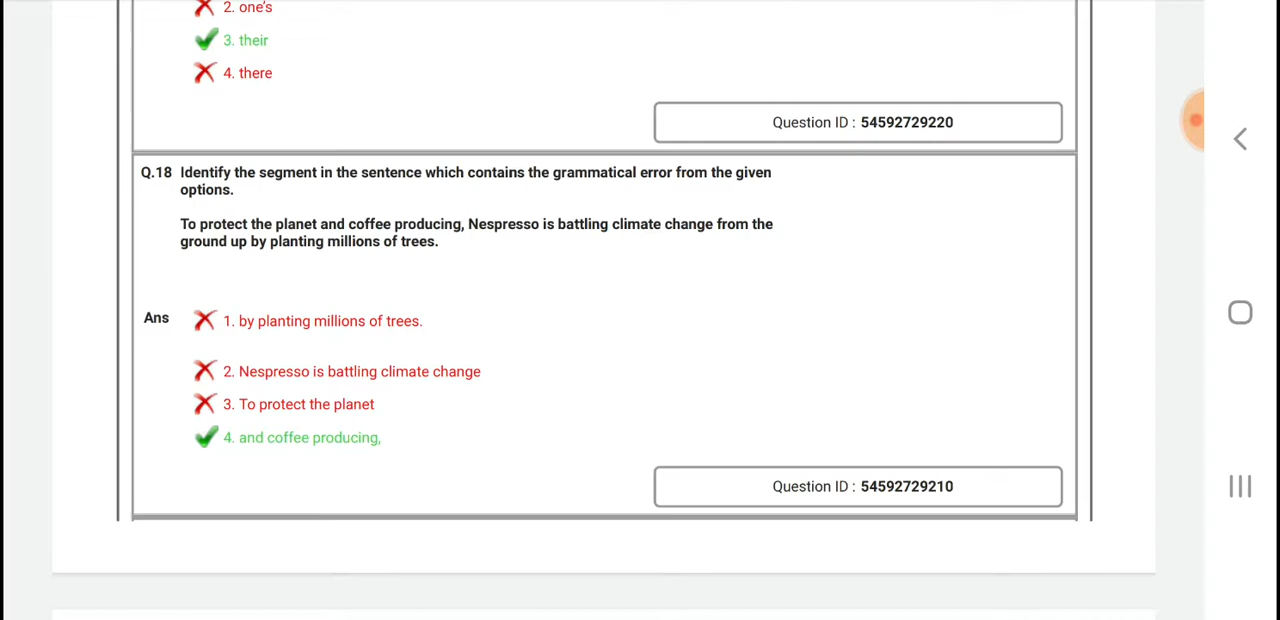 2. one's
3. their
4. there
Question ID : 54592729220
Q.18 Identify the segment in the sentence which contains the grammatical error from the given
options.
To protect the planet and coffee producing, Nespresso is battling climate change from the
ground up by planting millions of trees.
Ans 1. by planting millions of trees.
2. Nespresso is battling climate change
3. To protect the planet
4. and coffee producing,
Question ID : 54592729210